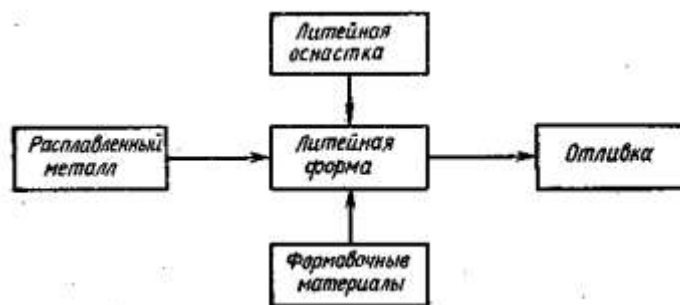 Литейная
оснастка
Расплавленный
металл
Литейная
форма
Отливка
Формовочные
материалы